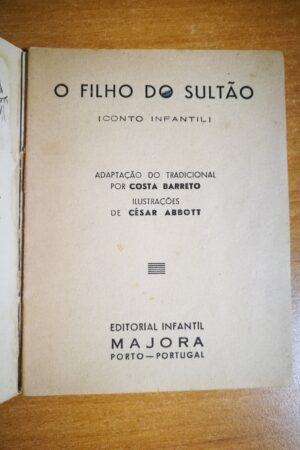 O FILHO DO SULTÃO
(CONTO INFANTIL)
ADAPTAÇÃO DO TRADICIONAL
POR COSTA BARRETO
ILUSTRAÇÕES
DE CÉSAR ABBOTT
EDITORIAL INFANTIL
MAJORA
PORTO—PORTUGAL